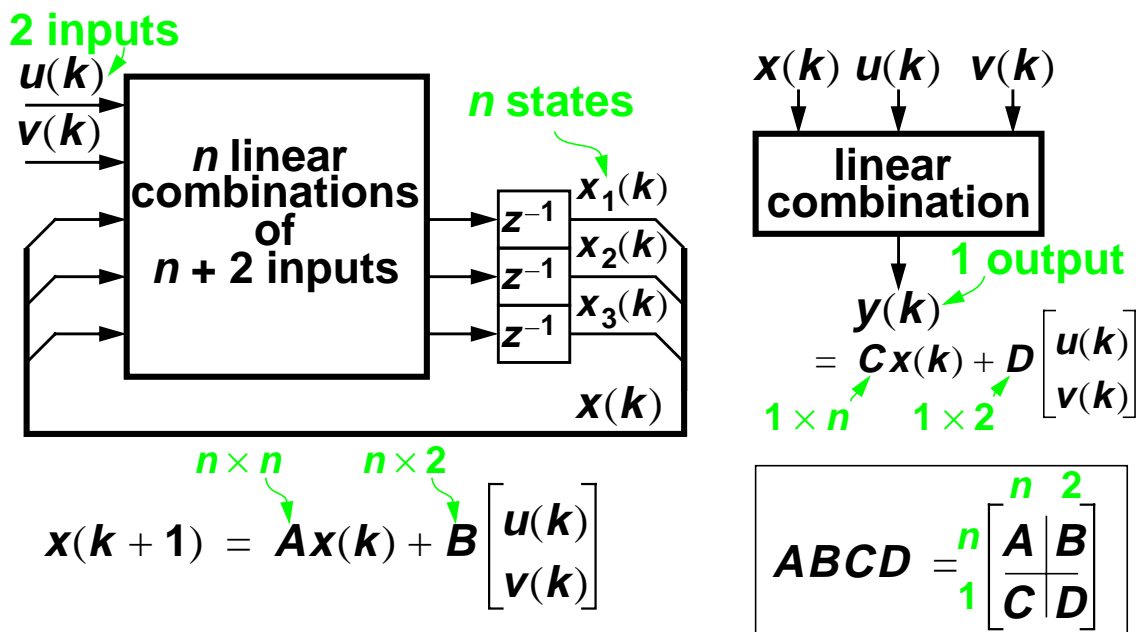 2 inputs
u(k)
v(k)
n linear
combinations
of
n + 2 inputs
n states
z⁻¹
z⁻¹
z⁻¹
x₁(k)
x₂(k)
x₃(k)
x(k)
n × n
n × 2
x(k + 1) = Ax(k) + B [u(k)
v(k)]
x(k) u(k) v(k)
linear
combination
1 output
y(k)
= Cx(k) + D [u(k)
v(k)]
1 × n
1 × 2
n 2
ABCD = n [A | B
1 C | D]